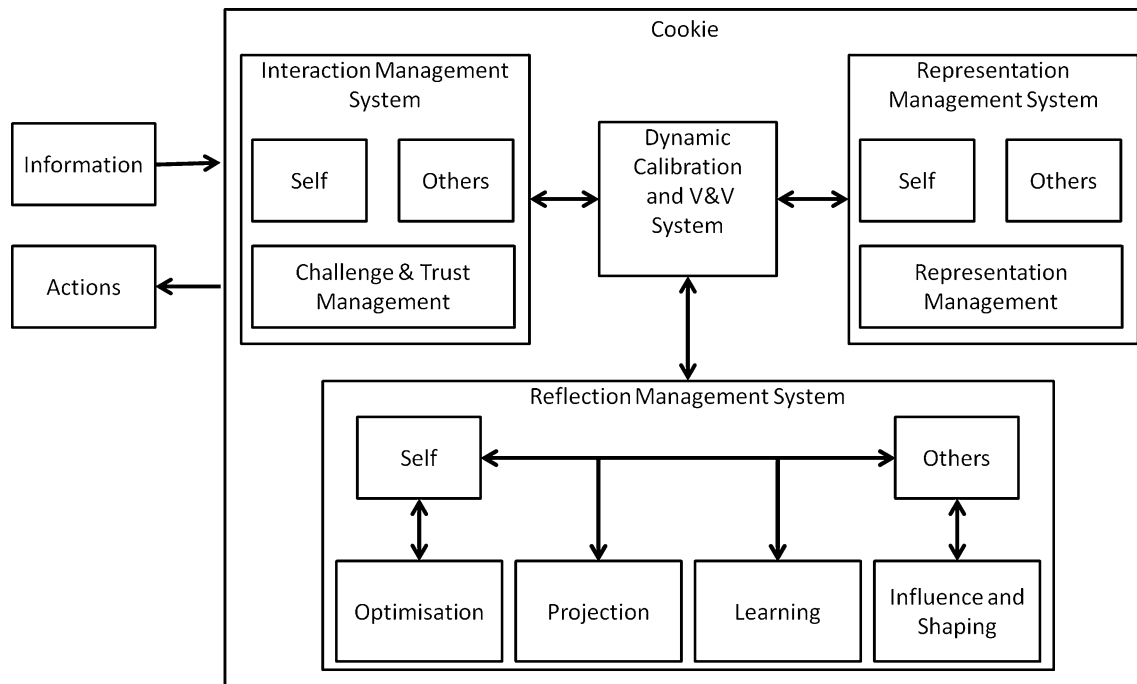 Cookie
Information
Actions
Interaction Management
System
Self
Others
Challenge & Trust
Management
Dynamic
Calibration
and V&V
System
Representation
Management System
Self
Others
Representation
Management
Reflection Management System
Self
Others
Optimisation
Projection
Learning
Influence and
Shaping